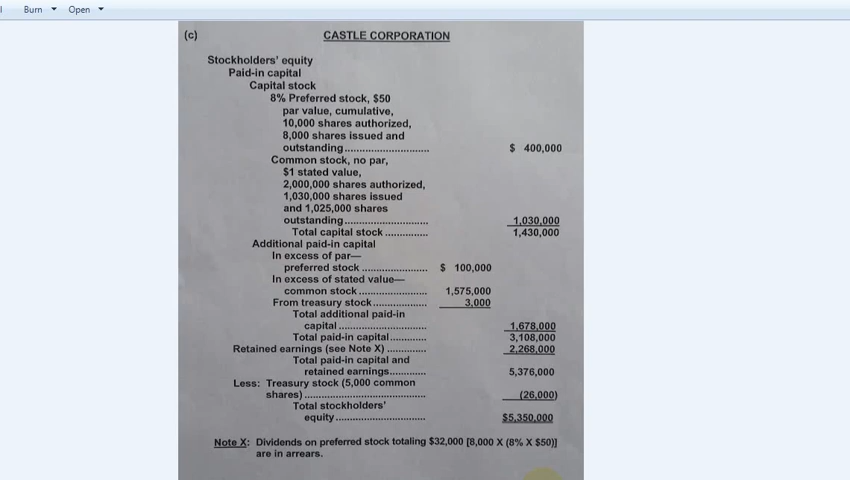 Burn Open
(c) CASTLE CORPORATION
Stockholders' equity
Paid-in capital
Capital stock
8% Preferred stock, $50
par value, cumulative,
10,000 shares authorized,
8,000 shares issued and
outstanding.............................. $ 400,000
Common stock, no par,
$1 stated value,
2,000,000 shares authorized,
1,030,000 shares issued
and 1,025,000 shares
outstanding.............................. 1,030,000
Total capital stock ............... 1,430,000
Additional paid-in capital
In excess of par—
preferred stock ....................... $ 100,000
In excess of stated value—
common stock........................ 1,575,000
From treasury stock.................... 3,000
Total additional paid-in
capital ................................ 1,678,000
Total paid-in capital.............. 3,108,000
Retained earnings (see Note X) .............. 2,268,000
Total paid-in capital and
retained earnings............. 5,376,000
Less: Treasury stock (5,000 common
shares) ............................................ (26,000)
Total stockholders'
equity................................. $5,350,000
Note X: Dividends on preferred stock totaling $32,000 [8,000 X (8% X $50)]
are in arrears.